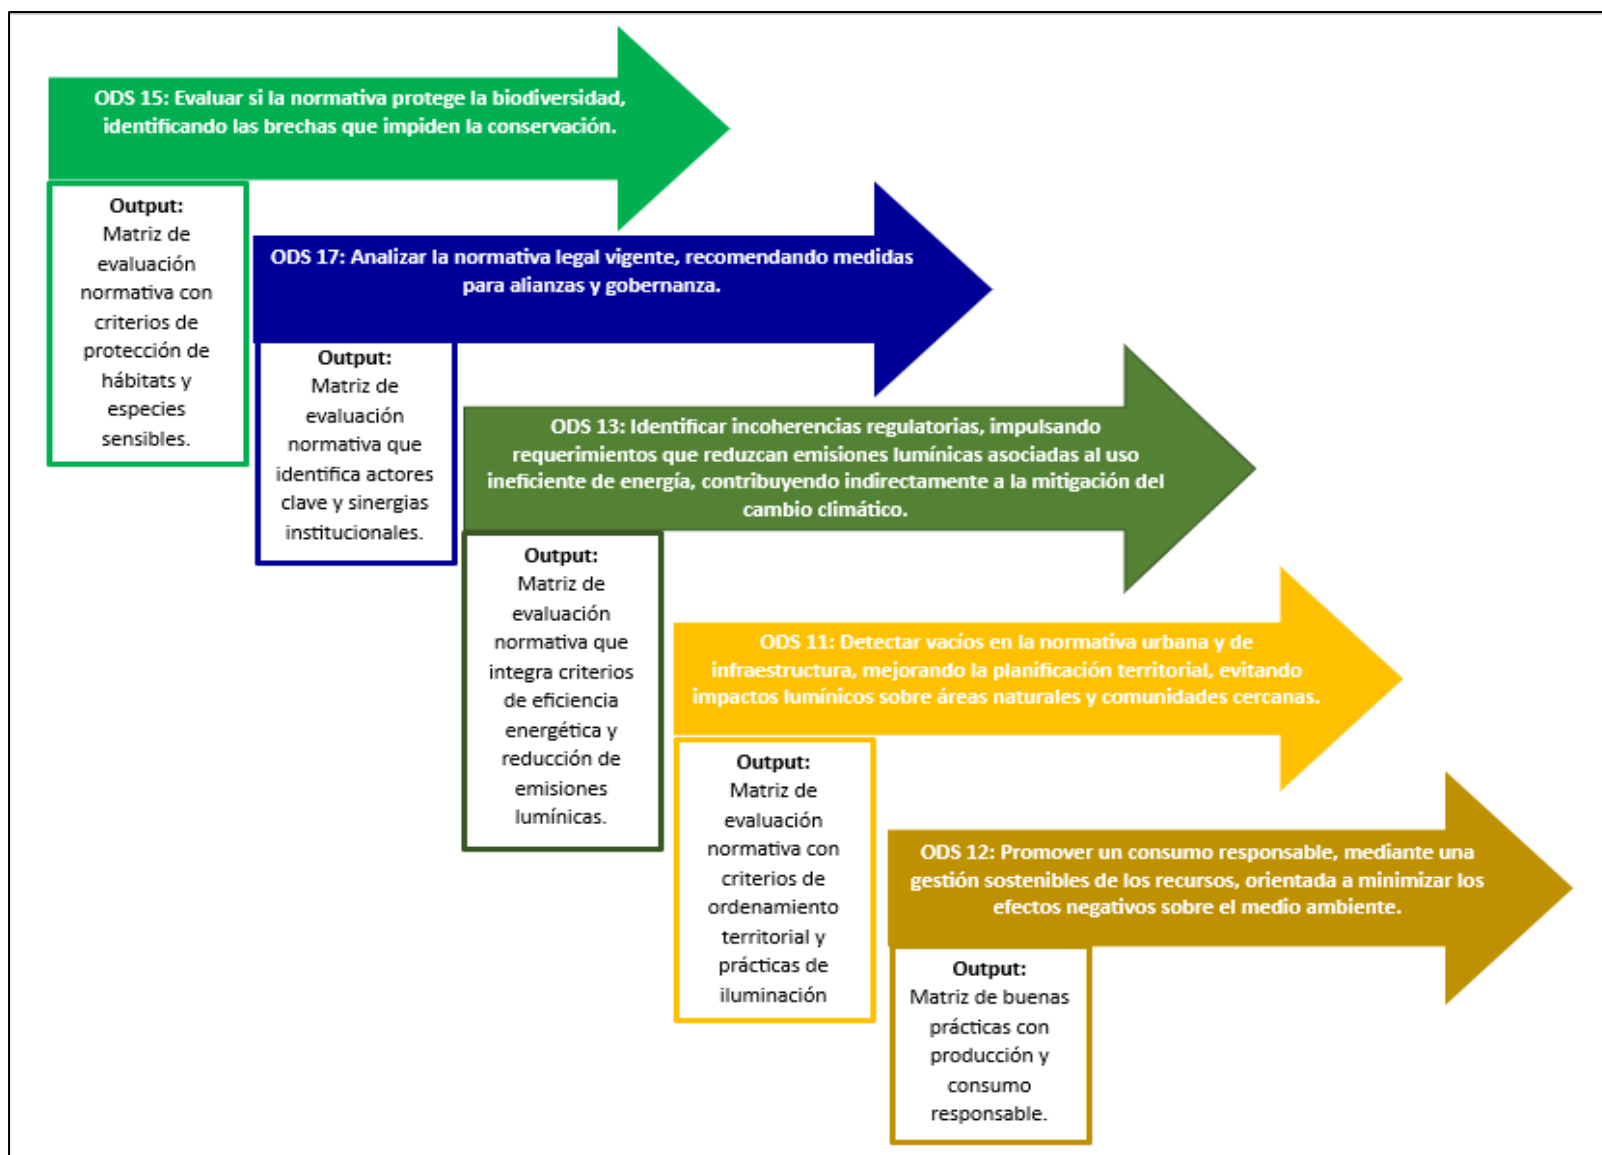 ODS 15: Evaluar si la normativa protege la biodiversidad,
identificando las brechas que impiden la conservación.
Output:
Matriz de
evaluación
normativa con
criterios de
protección de
hábitats y
especies
sensibles.
ODS 17: Analizar la normativa legal vigente, recomendando medidas
para alianzas y gobernanza.
Output:
Matriz de
evaluación
normativa que
identifica actores
clave y sinergias
institucionales.
ODS 13: Identificar incoherencias regulatorias, impulsando
requerimientos que reduzcan emisiones lumínicas asociadas al uso
ineficiente de energía, contribuyendo indirectamente a la mitigación del
cambio climático.
Output:
Matriz de
evaluación
normativa que
integra criterios
de eficiencia
energética y
reducción de
emisiones
lumínicas.
ODS 11: Detectar vacíos en la normativa urbana y de
infraestructura, mejorando la planificación territorial, evitando
impactos lumínicos sobre áreas naturales y comunidades cercanas.
Output:
Matriz de
evaluación
normativa con
criterios de
ordenamiento
territorial y
prácticas de
iluminación
ODS 12: Promover un consumo responsable, mediante una
gestión sostenibles de los recursos, orientada a minimizar los
efectos negativos sobre el medio ambiente.
Output:
Matriz de buenas
prácticas con
producción y
consumo
responsable.